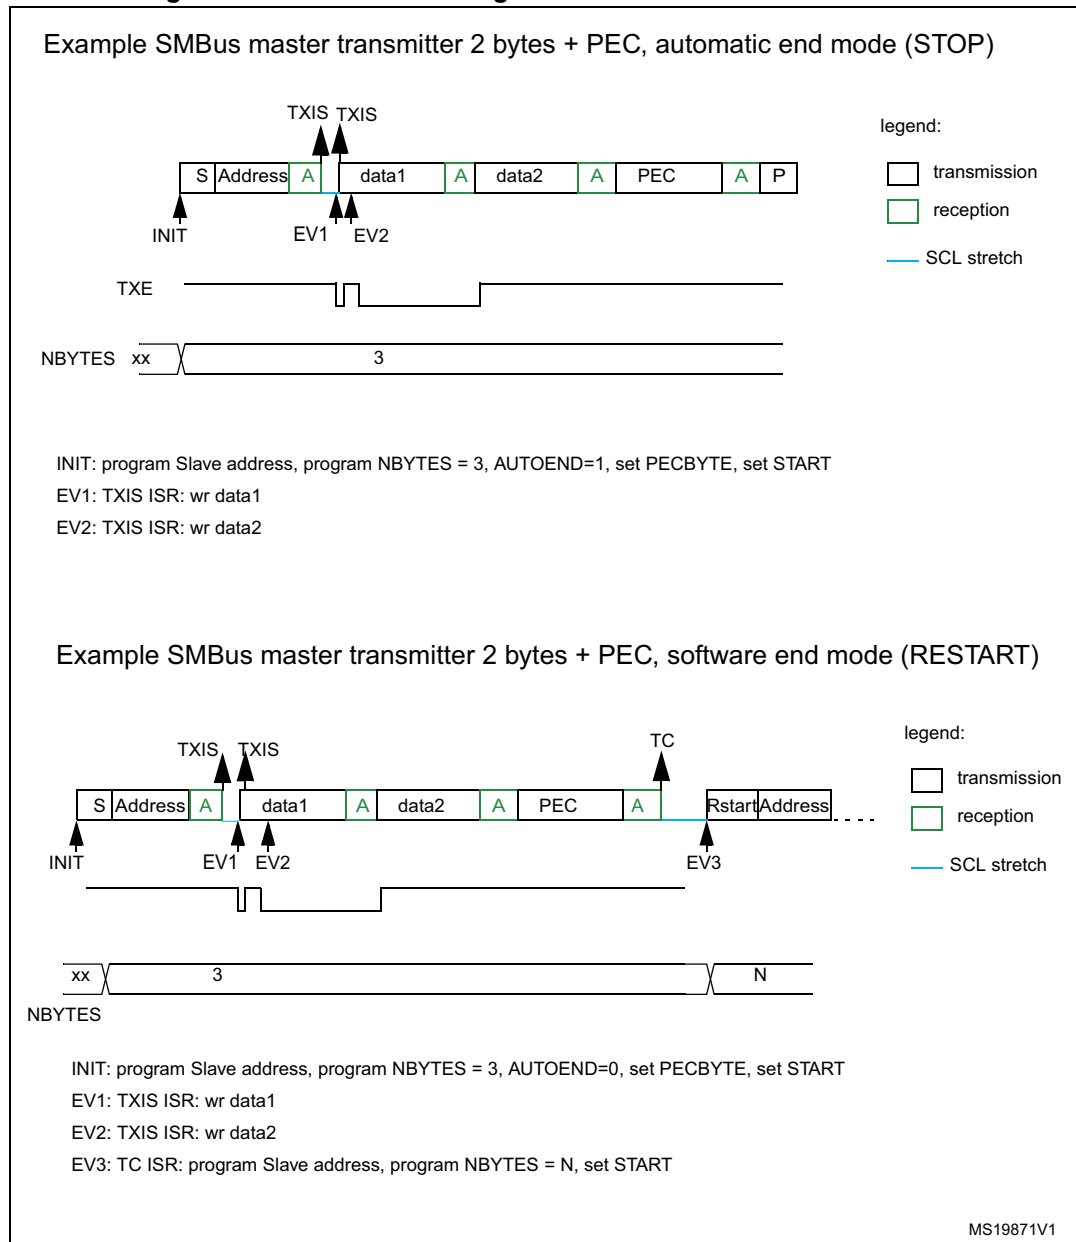 Example SMBus master transmitter 2 bytes + PEC, automatic end mode (STOP)
TXIS TXIS
legend:
S Address A data1 A data2 A PEC A P
transmission
reception
INIT EV1 EV2
SCL stretch
TXE
NBYTES xx 3
INIT: program Slave address, program NBYTES = 3, AUTOEND=1, set PECBYTE, set START
EV1: TXIS ISR: wr data1
EV2: TXIS ISR: wr data2
Example SMBus master transmitter 2 bytes + PEC, software end mode (RESTART)
TXIS TXIS TC
legend:
S Address A data1 A data2 A PEC A Rstart Address
transmission
reception
INIT EV1 EV2 EV3
SCL stretch
xx 3 N
NBYTES
INIT: program Slave address, program NBYTES = 3, AUTOEND=0, set PECBYTE, set START
EV1: TXIS ISR: wr data1
EV2: TXIS ISR: wr data2
EV3: TC ISR: program Slave address, program NBYTES = N, set START
MS19871V1